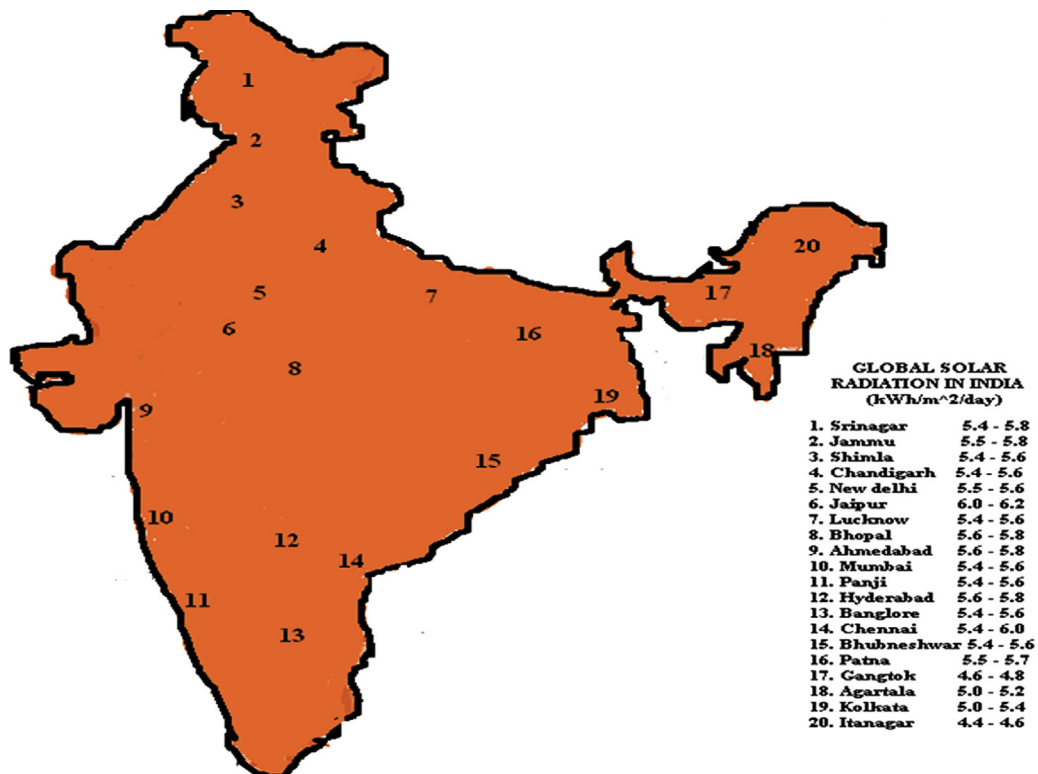 1
2
3
4
5
6
7
8
9
10
11
12
13
14
15
16
17
18
19
20
GLOBAL SOLAR
RADIATION IN INDIA
(kWh/m^2/day)
1. Srinagar 5.4 - 5.8
2. Jammu 5.5 - 5.8
3. Shimla 5.4 - 5.6
4. Chandigarh 5.4 - 5.6
5. New delhi 5.5 - 5.6
6. Jaipur 6.0 - 6.2
7. Lucknow 5.4 - 5.6
8. Bhopal 5.6 - 5.8
9. Ahmedabad 5.6 - 5.8
10. Mumbai 5.4 - 5.6
11. Panji 5.4 - 5.6
12. Hyderabad 5.6 - 5.8
13. Banglore 5.4 - 5.6
14. Chennai 5.4 - 6.0
15. Bhubneshwar 5.4 - 5.6
16. Patna 5.5 - 5.7
17. Gangtok 4.6 - 4.8
18. Agartala 5.0 - 5.2
19. Kolkata 5.0 - 5.4
20. Itanagar 4.4 - 4.6